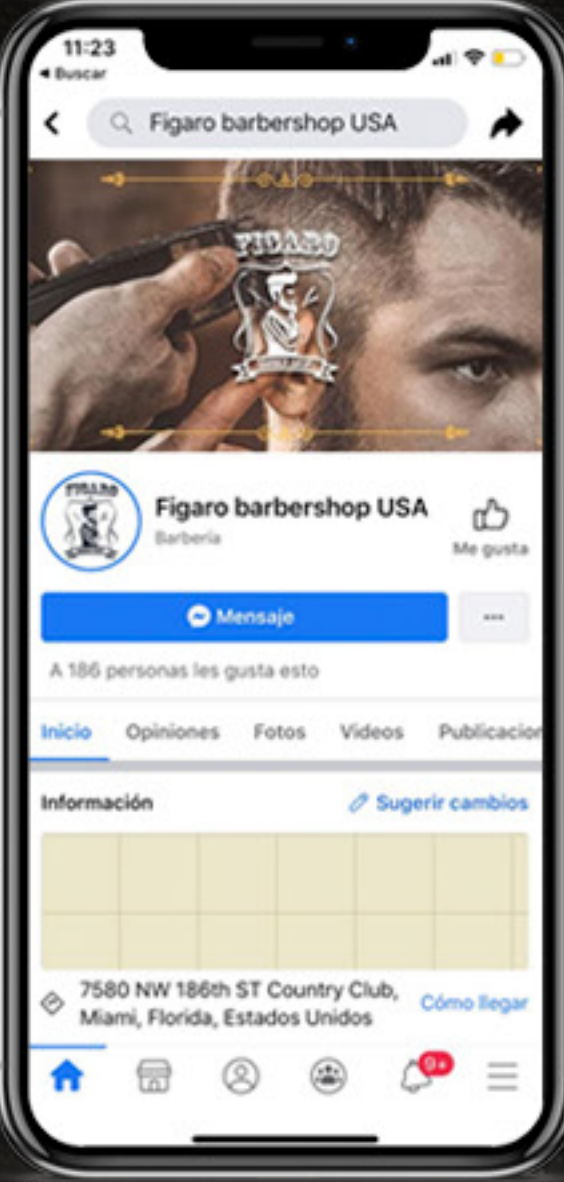 11:23
Buscar
Figaro barbershop USA
FIGARO
FIGARO
Figaro barbershop USA
Barbería
Me gusta
Mensaje
A 186 personas les gusta esto
Inicio Opiniones Fotos Videos Publicacion
Información
Sugerir cambios
7580 NW 186th ST Country Club,
Miami, Florida, Estados Unidos
Cómo llegar
9+